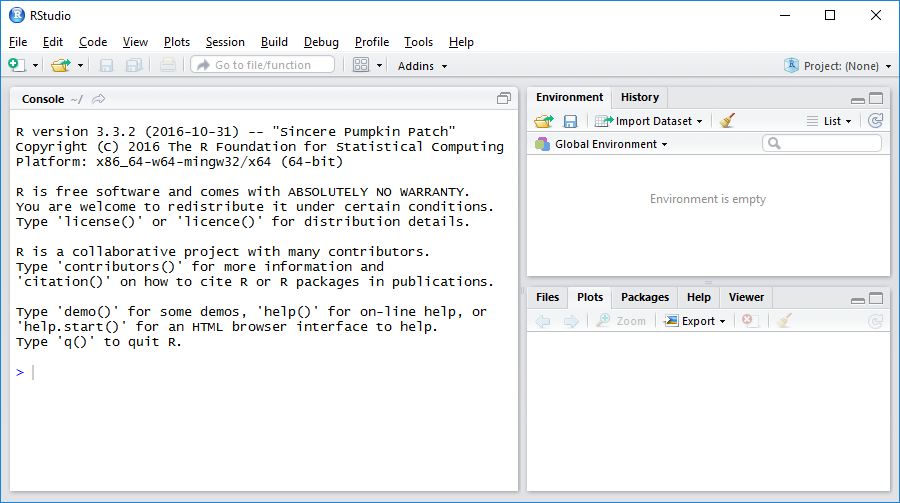 RStudio
File Edit Code View Plots Session Build Debug Profile Tools Help
Go to file/function Addins Project: (None)
Console ~/
R version 3.3.2 (2016-10-31) -- "Sincere Pumpkin Patch"
Copyright (C) 2016 The R Foundation for Statistical Computing
Platform: x86_64-w64-mingw32/x64 (64-bit)
R is free software and comes with ABSOLUTELY NO WARRANTY.
You are welcome to redistribute it under certain conditions.
Type 'license()' or 'licence()' for distribution details.
R is a collaborative project with many contributors.
Type 'contributors()' for more information and
'citation()' on how to cite R or R packages in publications.
Type 'demo()' for some demos, 'help()' for on-line help, or
'help.start()' for an HTML browser interface to help.
Type 'q()' to quit R.
>
Environment History
Import Dataset List
Global Environment
Environment is empty
Files Plots Packages Help Viewer
Zoom Export